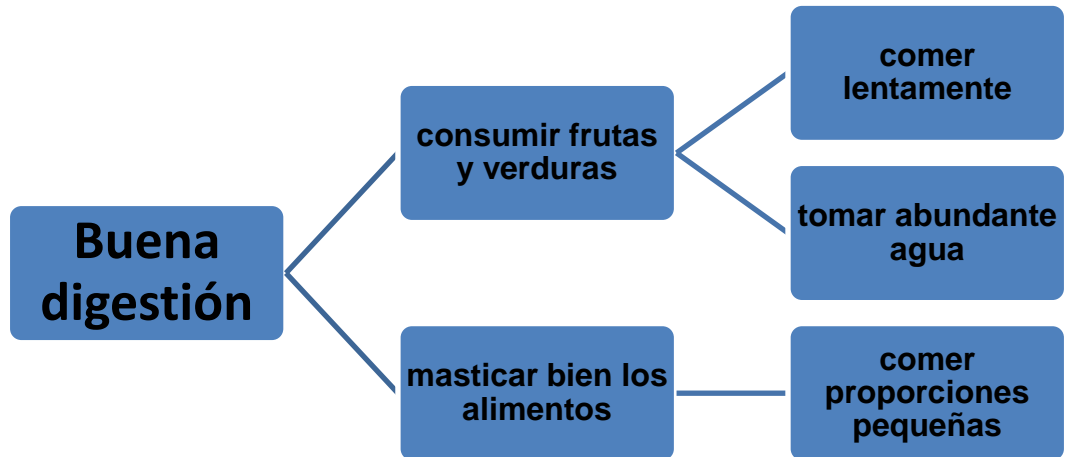 Buena
digestión
consumir frutas
y verduras
comer
lentamente
tomar abundante
agua
masticar bien los
alimentos
comer
proporciones
pequeñas